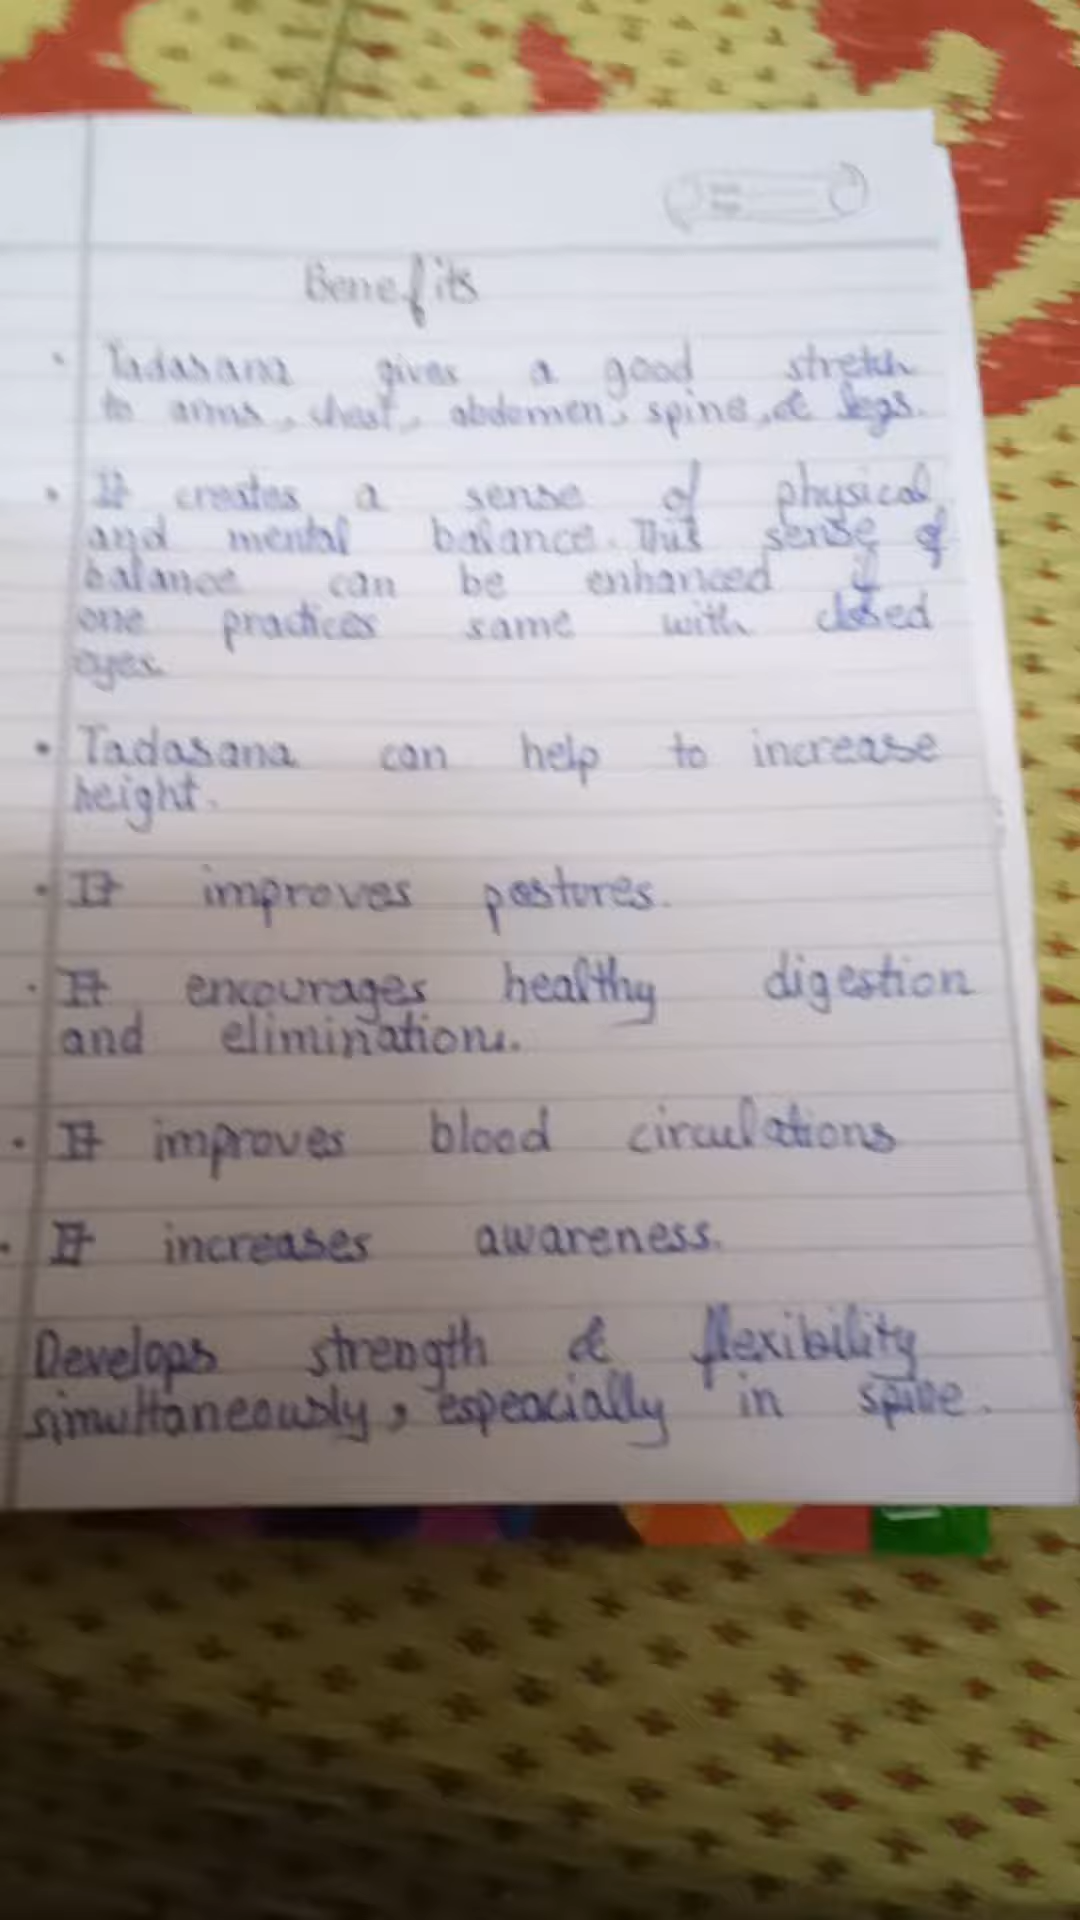 Benefits
• Tadasana gives a good stretch
to arms, chest, abdomen, spine, & legs.
• It creates a sense of physical
and mental balance. This sense of
balance can be enhanced if
one practices same with closed
eyes.
• Tadasana can help to increase
height.
• It improves postures.
• It encourages healthy digestion
and elimination.
• It improves blood circulations
• It increases awareness.
Develops strength & flexibility
simultaneously, espeacially in spine.